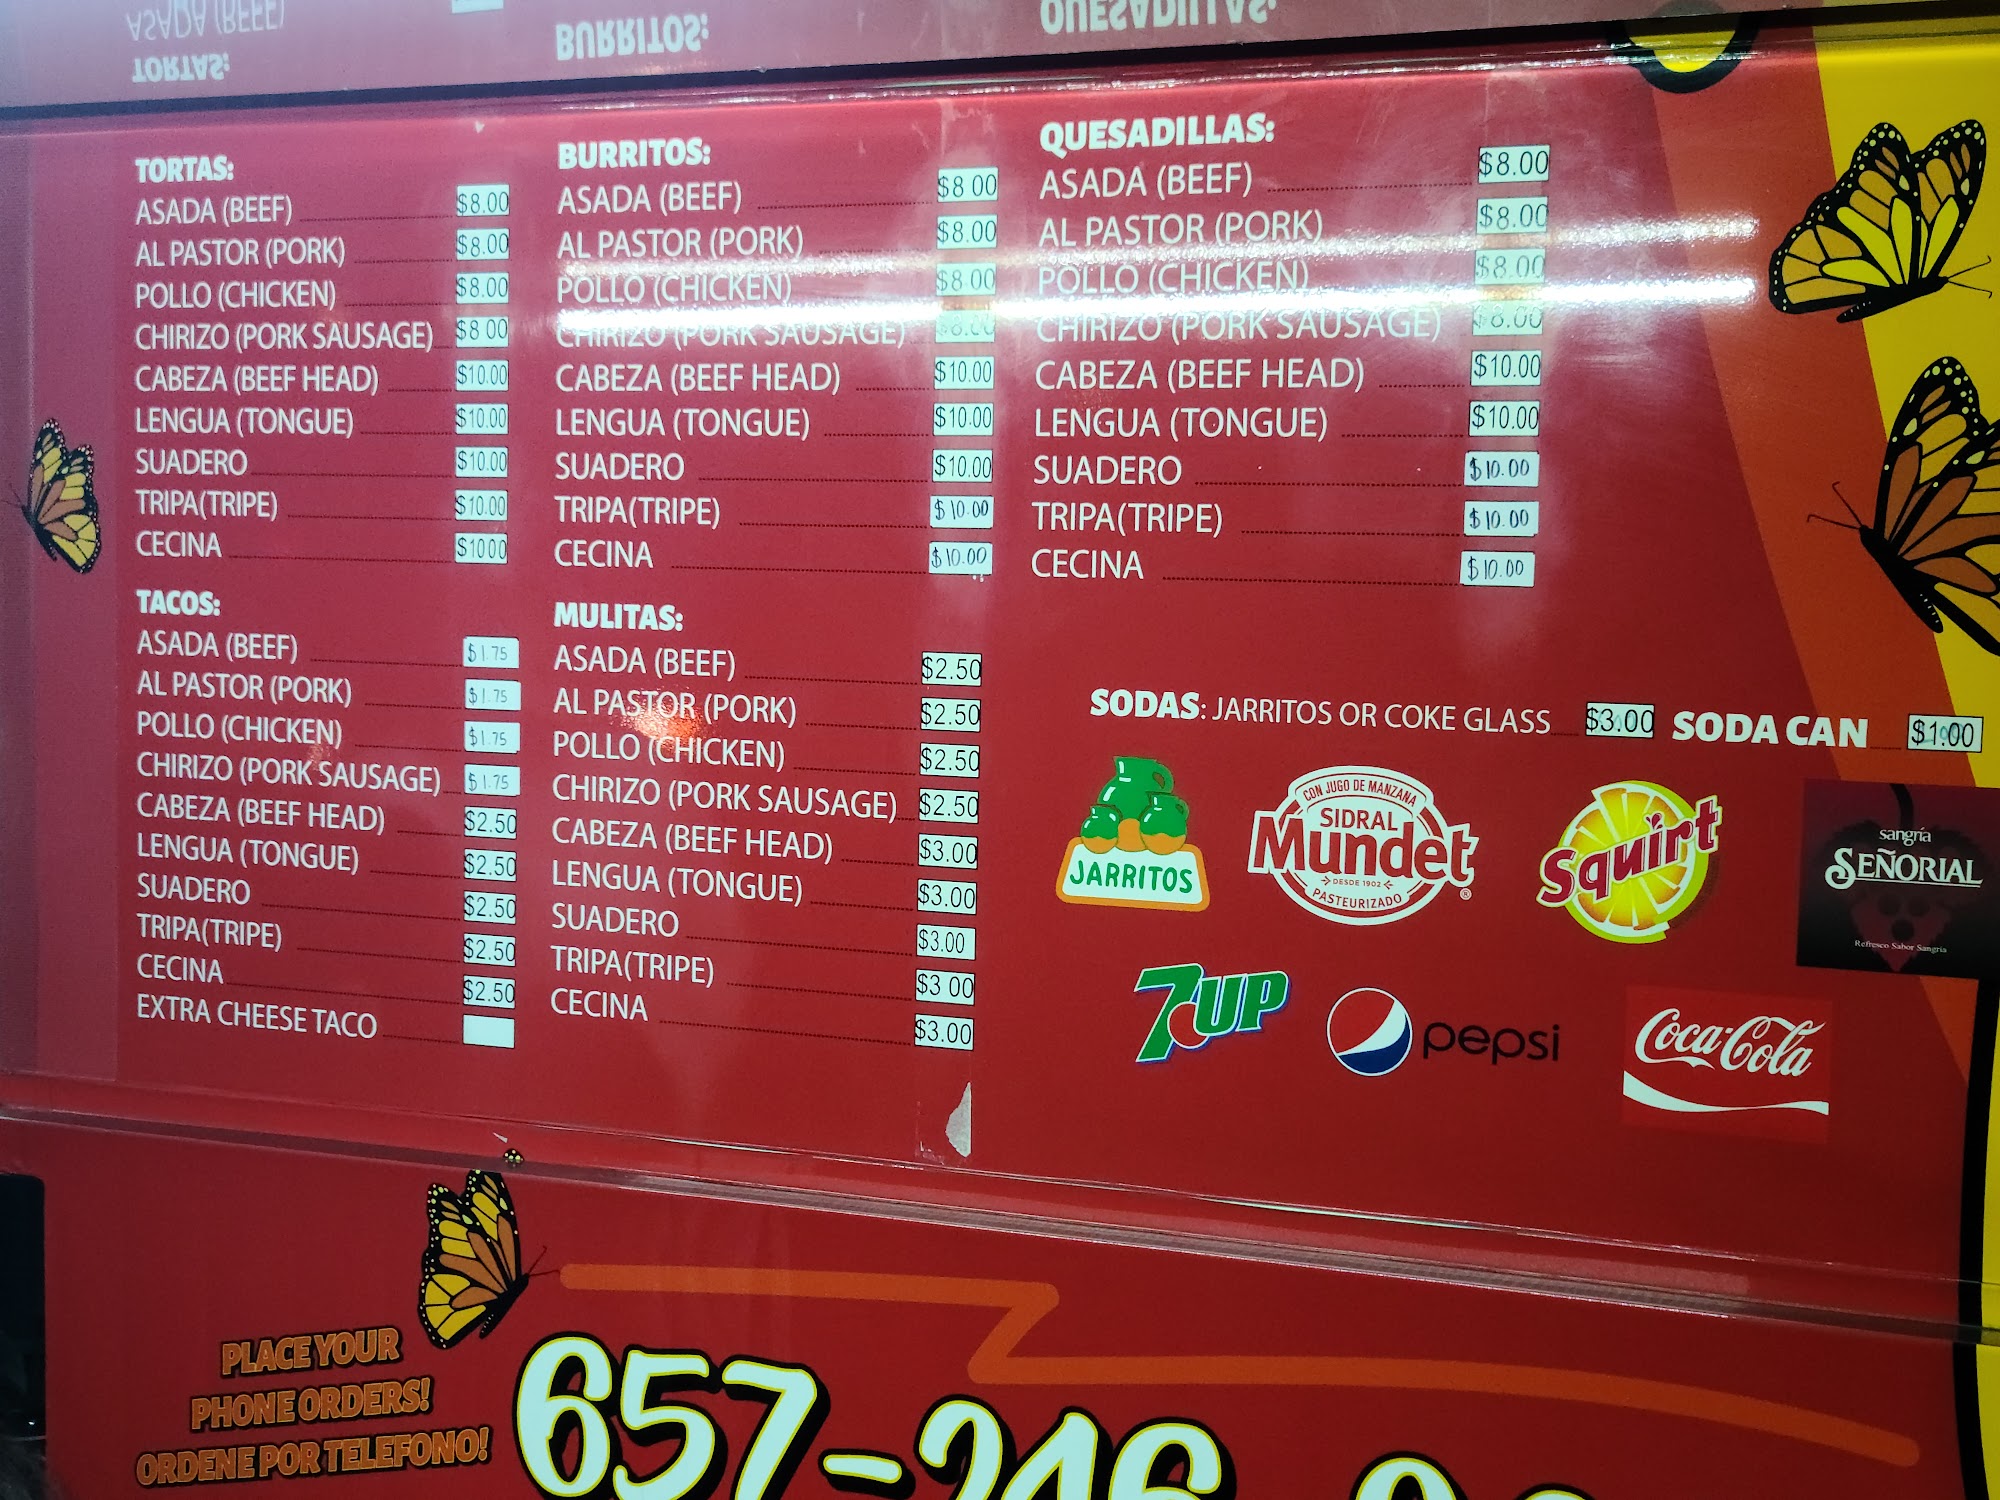 TORTAS:
ASADA (BEEF) $8.00
AL PASTOR (PORK) $8.00
POLLO (CHICKEN) $8.00
CHIRIZO (PORK SAUSAGE) $8 00
CABEZA (BEEF HEAD) $10.00
LENGUA (TONGUE) $10.00
SUADERO $10.00
TRIPA(TRIPE) $10.00
CECINA $1000
TACOS:
ASADA (BEEF) $1.75
AL PASTOR (PORK) $1.75
POLLO (CHICKEN) $1.75
CHIRIZO (PORK SAUSAGE) $1.75
CABEZA (BEEF HEAD) $2.50
LENGUA (TONGUE) $2.50
SUADERO $2.50
TRIPA(TRIPE) $2.50
CECINA $2.50
EXTRA CHEESE TACO
BURRITOS:
ASADA (BEEF) $8 00
AL PASTOR (PORK) $8.00
POLLO (CHICKEN) $8 00
CHIRIZO (PORK SAUSAGE) $8.00
CABEZA (BEEF HEAD) $10.00
LENGUA (TONGUE) $10.00
SUADERO $10.00
TRIPA(TRIPE) $10.00
CECINA $10.00
MULITAS:
ASADA (BEEF) $2.50
AL PASTOR (PORK) $2.50
POLLO (CHICKEN) $2.50
CHIRIZO (PORK SAUSAGE) $2.50
CABEZA (BEEF HEAD) $3.00
LENGUA (TONGUE) $3.00
SUADERO $3.00
TRIPA(TRIPE) $3 00
CECINA $3.00
QUESADILLAS:
ASADA (BEEF) $8.00
AL PASTOR (PORK) $8.00
POLLO (CHICKEN) $8.00
CHIRIZO (PORK SAUSAGE) $8.00
CABEZA (BEEF HEAD) $10.00
LENGUA (TONGUE) $10.00
SUADERO $10.00
TRIPA(TRIPE) $10.00
CECINA $10.00
SODAS: JARRITOS OR COKE GLASS $3.00 SODA CAN $1.00
JARRITOS
CON JUGO DE MANZANA
SIDRAL
Mundet
DESDE 1902
PASTEURIZADO
Squirt
sangría
SEÑORIAL
Refresco Sabor Sangria
7UP
pepsi
Coca-Cola
PLACE YOUR
PHONE ORDERS!
ORDENE POR TELEFONO!
657-246